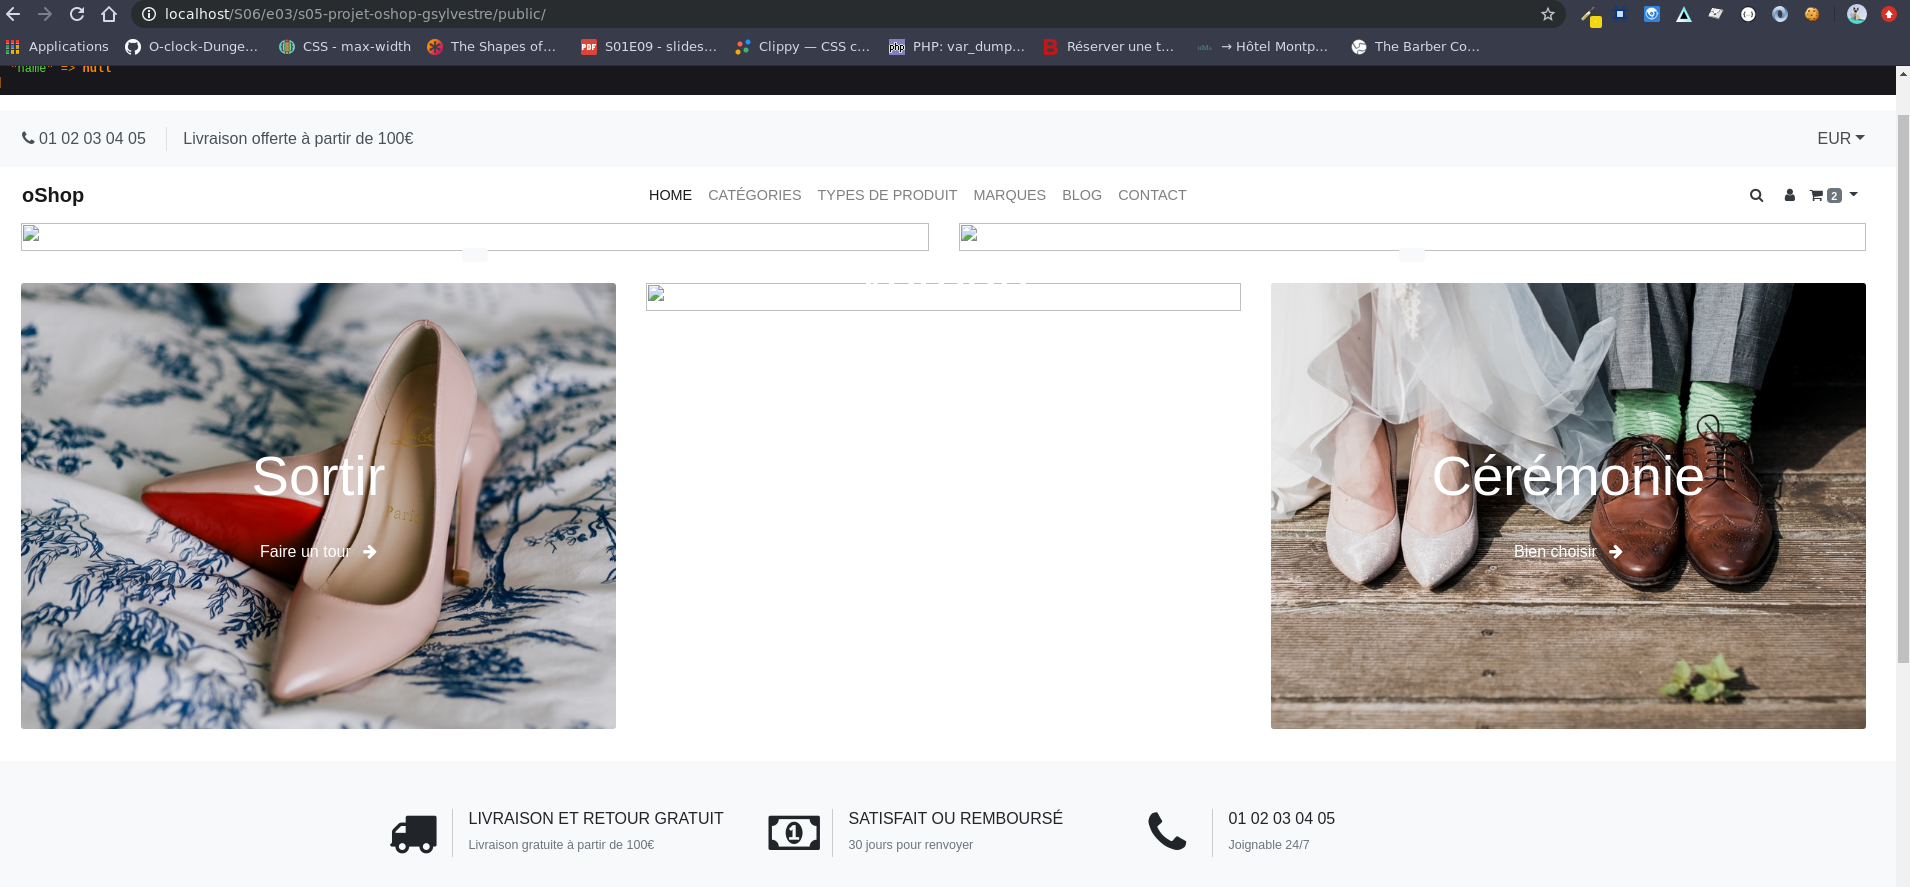 localhost/S06/e03/s05-projet-oshop-gsylvestre/public/
Applications O-clock-Dunge… CSS - max-width The Shapes of… PDF S01E09 - slides… Clippy — CSS c… php PHP: var_dump… B Réserver une t… → Hôtel Montp… The Barber Co…
"name" => null
01 02 03 04 05 Livraison offerte à partir de 100€ EUR
oShop HOME CATÉGORIES TYPES DE PRODUIT MARQUES BLOG CONTACT 2
Sortir
Paris
Faire un tour
Cérémonie
Bien choisir
LIVRAISON ET RETOUR GRATUIT
Livraison gratuite à partir de 100€
1
SATISFAIT OU REMBOURSÉ
30 jours pour renvoyer
01 02 03 04 05
Joignable 24/7